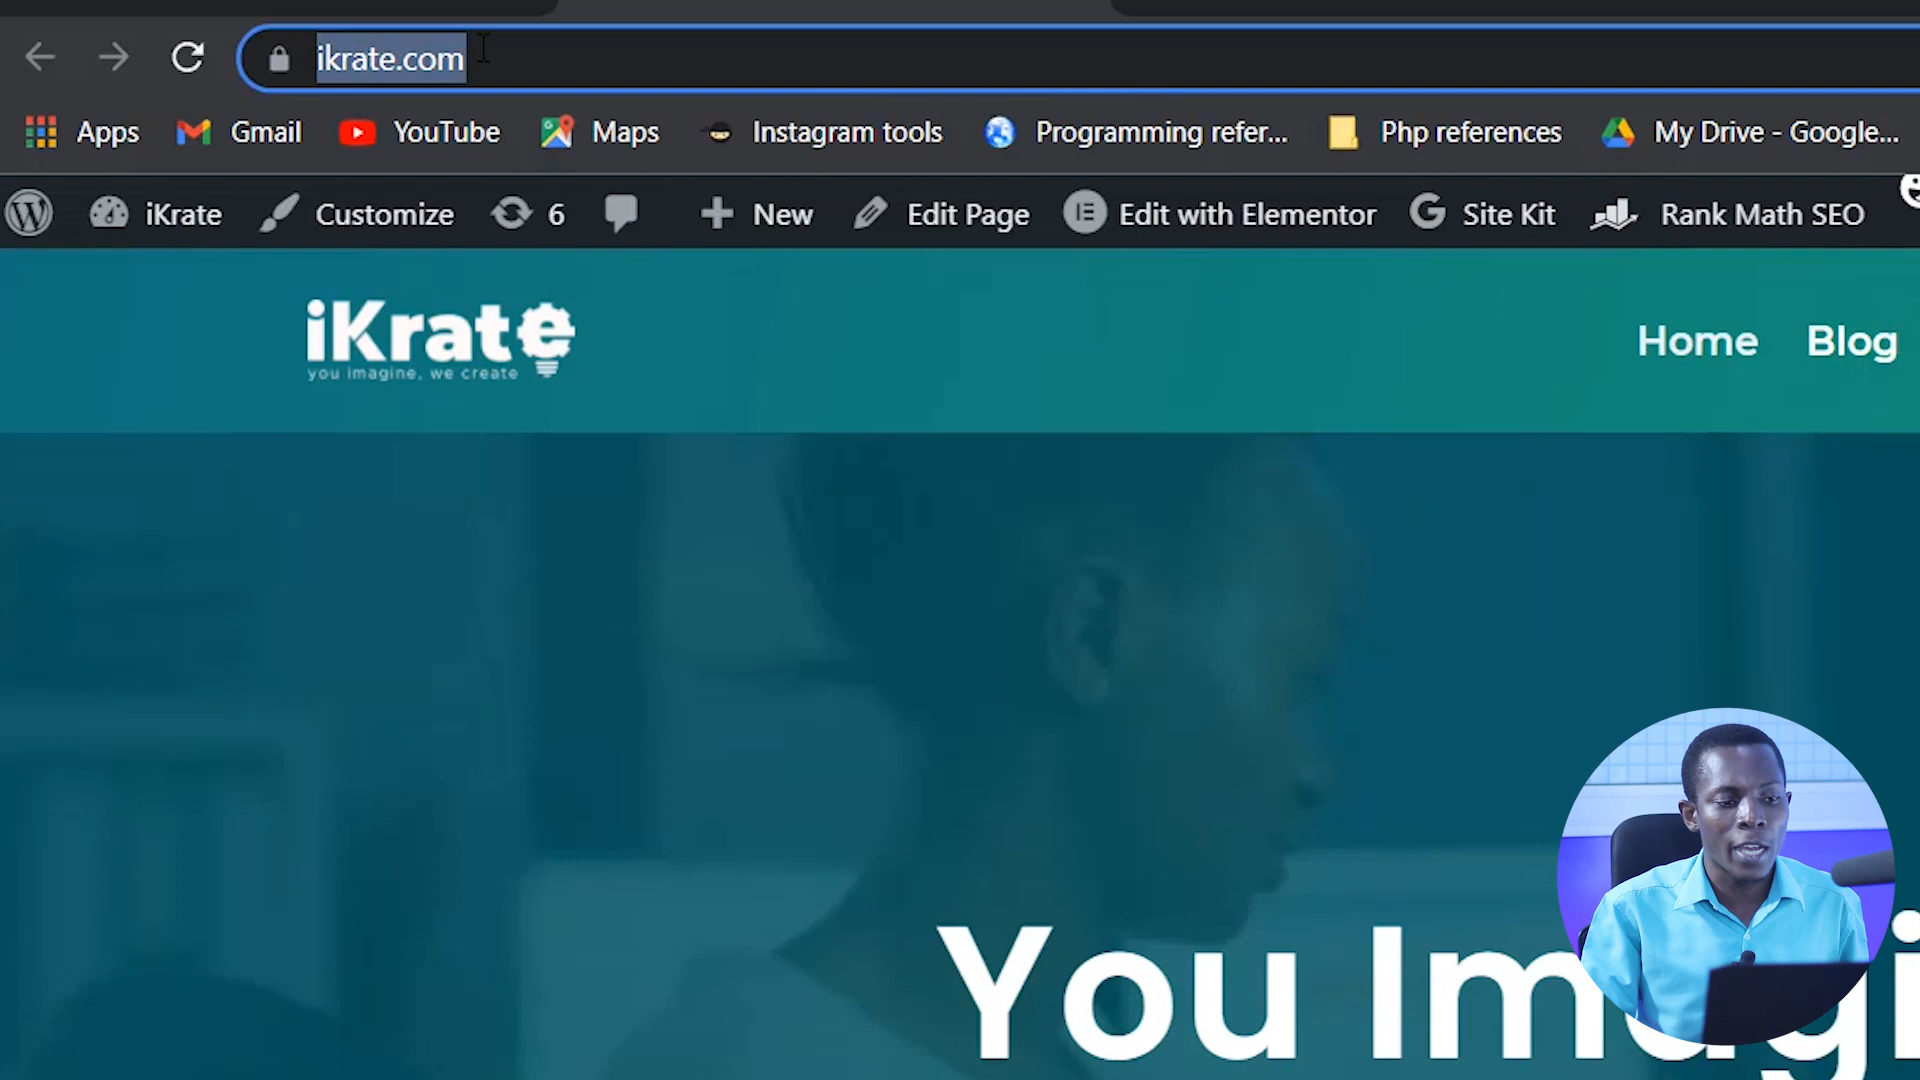 ikrate.com
Apps Gmail YouTube Maps Instagram tools Programming refer... Php references My Drive - Google...
iKrate Customize 6 New Edit Page Edit with Elementor Site Kit Rank Math SEO
iKrate
you imagine, we create
Home Blog
You Imagi